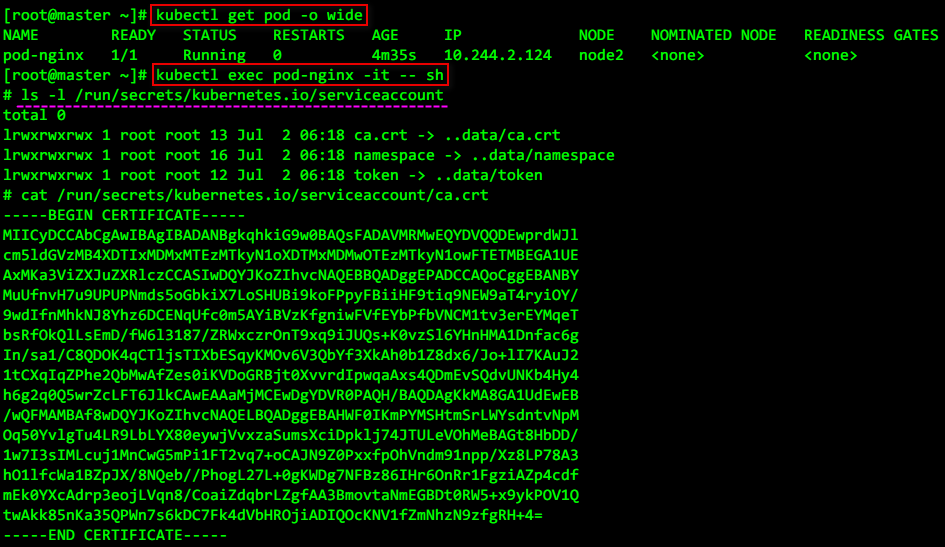 [root@master ~]# kubectl get pod -o wide
NAME READY STATUS RESTARTS AGE IP NODE NOMINATED NODE READINESS GATES
pod-nginx 1/1 Running 0 4m35s 10.244.2.124 node2 <none> <none>
[root@master ~]# kubectl exec pod-nginx -it -- sh
# ls -l /run/secrets/kubernetes.io/serviceaccount
total 0
lrwxrwxrwx 1 root root 13 Jul 2 06:18 ca.crt -> ..data/ca.crt
lrwxrwxrwx 1 root root 16 Jul 2 06:18 namespace -> ..data/namespace
lrwxrwxrwx 1 root root 12 Jul 2 06:18 token -> ..data/token
# cat /run/secrets/kubernetes.io/serviceaccount/ca.crt
-----BEGIN CERTIFICATE-----
MIICyDCCAbCgAwIBAgIBADANBgkqhkiG9w0BAQsFADAVMRMwEQYDVQQDEwprdWJl
cm5ldGVzMB4XDTIxMDMxMTEzMTkyN1oXDTMxMDMwOTEzMTkyN1owFTETMBEGA1UE
AxMKa3ViZXJuZXRlczCCASIwDQYJKoZIhvcNAQEBBQADggEPADCCAQoCggEBANBY
MuUfnvH7u9UPUPNmds5oGbkiX7LoSHUBi9koFPpyFBiiHF9tiq9NEW9aT4ryiOY/
9wdIfnMhkNJ8Yhz6DCENqUfc0m5AYiBVzKfgniwFVfEYbPfbVNCM1tv3erEYMqeT
bsRfOkQlLsEmD/fW6l3187/ZRWxczrOnT9xq9iJUQs+K0vzSl6YHnHMA1Dnfac6g
In/sa1/C8QDOK4qCTljsTIXbESqyKMOv6V3QbYf3XkAh0b1Z8dx6/Jo+lI7KAuJ2
1tCXqIqZPhe2QbMwAfZes0iKVDoGRBjt0XvvrdIpwqaAxs4QDmEvSQdvUNKb4Hy4
h6g2q0Q5wrZcLFT6JlkCAwEAAaMjMCEwDgYDVR0PAQH/BAQDAgKkMA8GA1UdEwEB
/wQFMAMBAf8wDQYJKoZIhvcNAQELBQADggEBAHWF0IKmPYMSHtmSrLWYsdntvNpM
Oq50YvlgTu4LR9LbLYX80eywjVvxzaSumsXciDpklj74JTULeVOhMeBAGt8HbDD/
1w7I3sIMLcuj1MnCwG5mPi1FT2vq7+oCAJN9Z0PxxfpOhVndm91npp/Xz8LP78A3
hO1lfcWa1BZpJX/8NQeb//PhogL27L+0gKWDg7NFBz86IHr6OnRr1FgziAZp4cdf
mEk0YXcAdrp3eojLVqn8/CoaiZdqbrLZgfAA3BmovtaNmEGBDt0RW5+x9ykPOV1Q
twAkk85nKa35QPWn7s6kDC7Fk4dVbHROjiADIQOcKNV1fZmNhzN9zfgRH+4=
-----END CERTIFICATE-----